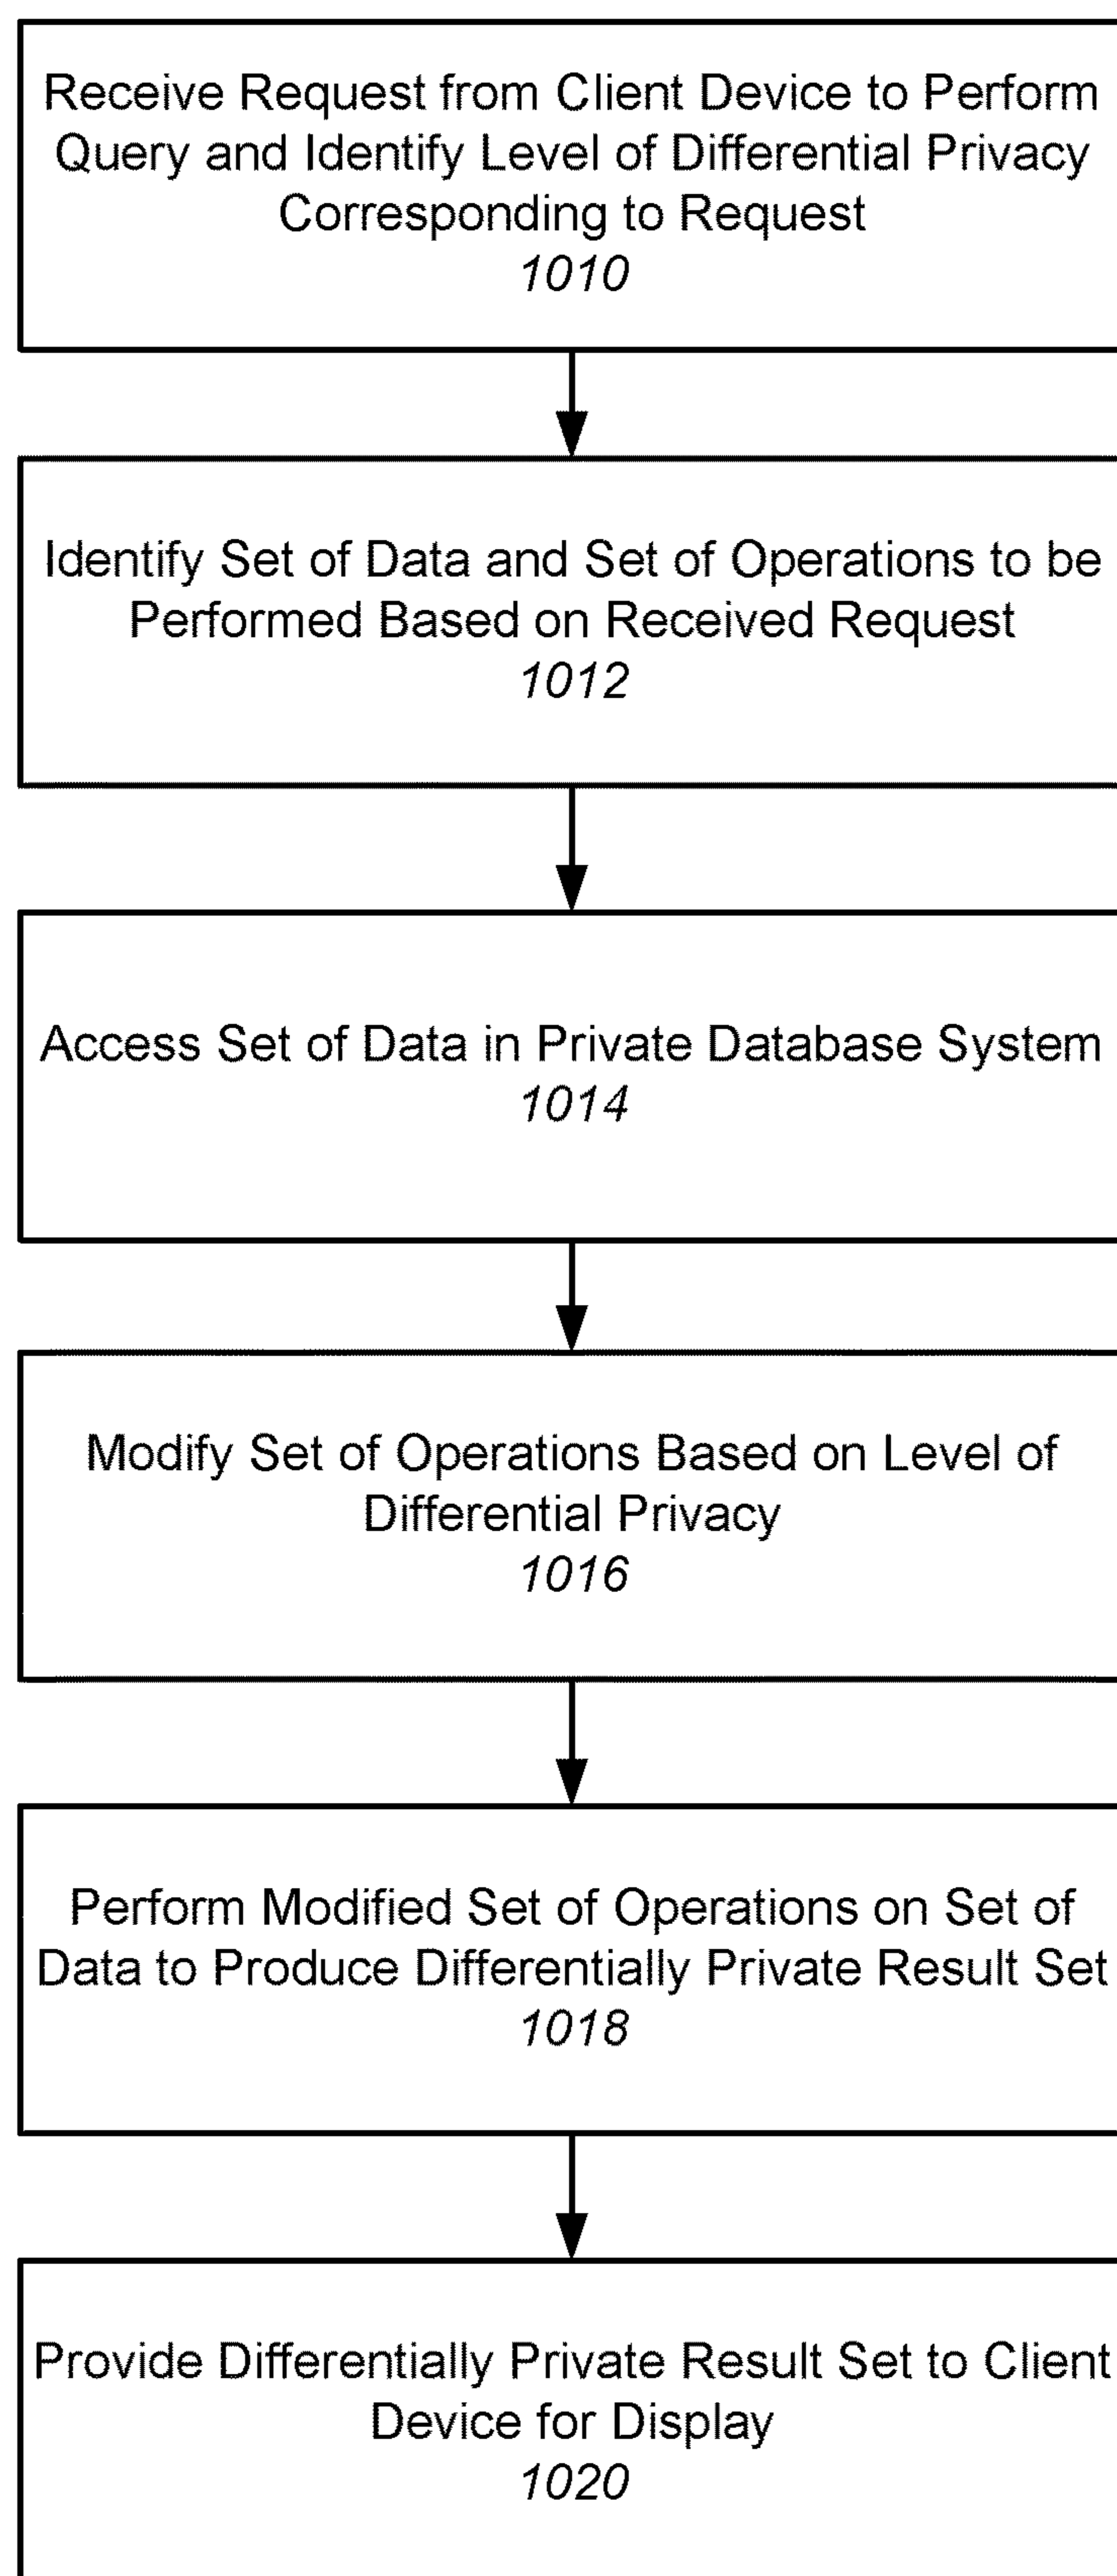 Receive Request from Client Device to Perform
Query and Identify Level of Differential Privacy
Corresponding to Request
1010
Identify Set of Data and Set of Operations to be
Performed Based on Received Request
1012
Access Set of Data in Private Database System
1014
Modify Set of Operations Based on Level of
Differential Privacy
1016
Perform Modified Set of Operations on Set of
Data to Produce Differentially Private Result Set
1018
Provide Differentially Private Result Set to Client
Device for Display
1020